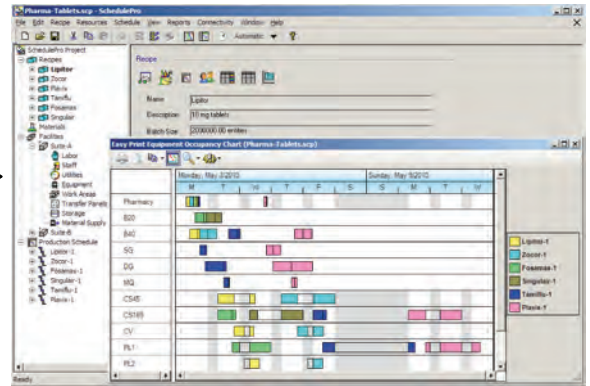 Pharma-Tablets.scp - SchedulePro
File Edit Recipe Resources Schedule View Reports Connectivity Window Help
Automatic
SchedulePro Project
Recipes
Lipitor
Zocor
Plavix
Tamiflu
Fosamax
Singulair
Materials
Facilities
Suite-A
Labor
Staff
Utilities
Equipment
Work Areas
Transfer Panels
Storage
Material Supply
Suite-B
Production Schedule
Lipitor-1
Zocor-1
Fosamax-1
Singulair-1
Tamiflu-1
Plavix-1
Ready
Recipe
Name Lipitor
Description 10 mg tablets
Batch Size 2000000.00 entities
Easy Print Equipment Occupancy Chart (Pharma-Tablets.scp)
Monday, May 3/2010 Sunday, May 9/2010
M T W T F S S M T W
Pharmacy
B20
B40
SG
DG
MQ
CS45
CS165
CV
PL1
PL2
Lipitor-1
Zocor-1
Fosamax-1
Singulair-1
Tamiflu-1
Plavix-1